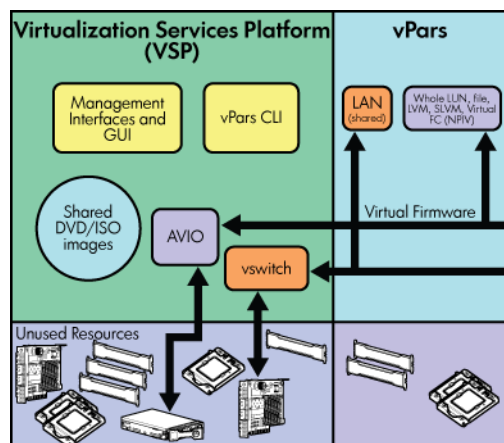 Virtualization Services Platform
(VSP)
vPars
Management
Interfaces and
GUI
vPars CLI
LAN
(shared)
Whole LUN, file,
LVM, SLVM, Virtual
FC (NPIV)
Shared
DVD/ISO
images
AVIO
Virtual Firmware
vswitch
Unused Resources